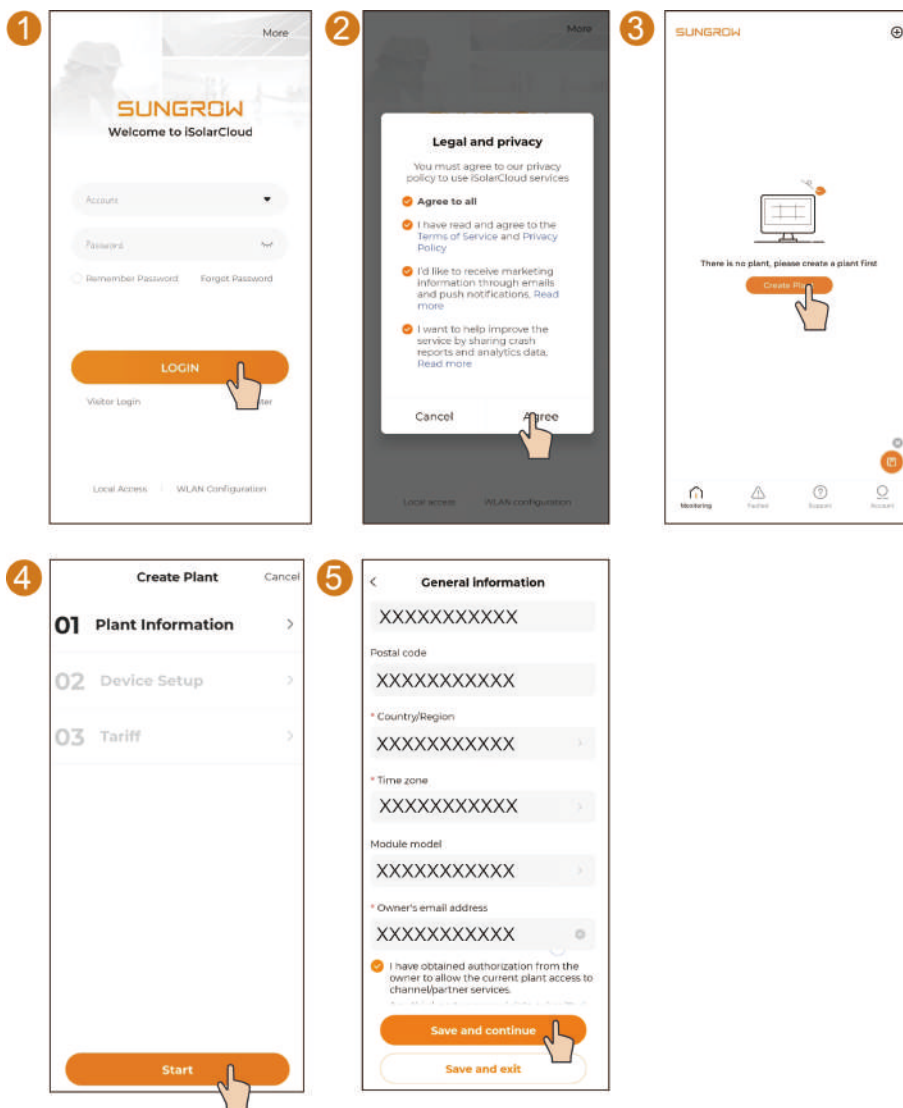 1
More
SUNGROW
Welcome to iSolarCloud
Account
Password
Remember Password Forgot Password
LOGIN
Visitor Login
Local Access WLAN Configuration
2
More
Legal and privacy
You must agree to our privacy
policy to use iSolarCloud services
Agree to all
I have read and agree to the
Terms of Service and Privacy
Policy
I'd like to receive marketing
information through emails
and push notifications, Read
more
I want to help improve the
service by sharing crash
reports and analytics data,
Read more
Cancel Agree
Local access WLAN configuration
3
SUNGROW
There is no plant, please create a plant first
Create
Monitoring Support Account
4
Create Plant Cancel
01 Plant Information
02 Device Setup
03 Tariff
Start
5
General information
XXXXXXXXXXX
Postal code
XXXXXXXXXXX
* Country/Region
XXXXXXXXXXX
* Time zone
XXXXXXXXXXX
Module model
XXXXXXXXXXX
* Owner's email address
XXXXXXXXXXX
I have obtained authorization from the
owner to allow the current plant access to
channel/partner services.
Save and continue
Save and exit